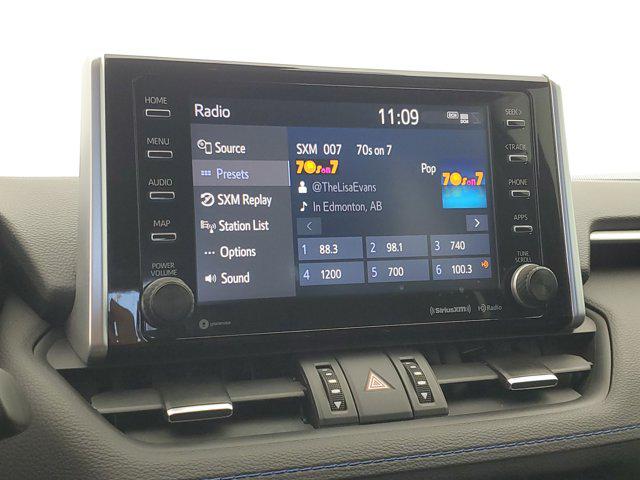 HOME
MENU
AUDIO
MAP
POWER
VOLUME
Radio 11:09
Source
Presets
SXM Replay
Station List
Options
Sound
SXM 007 70s on 7
70s on 7 Pop 70s on 7
@TheLisaEvans
In Edmonton, AB
1 88.3 2 98.1 3 740
4 1200 5 700 6 100.3
SEEK >
< TRACK
PHONE
APPS
TUNE
SCROLL
SiriusXM HD Radio